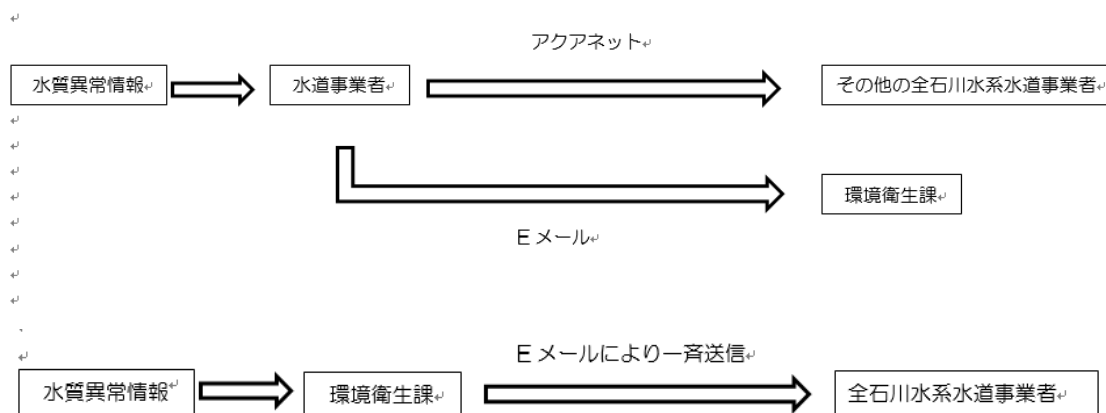 アクアネット
水質異常情報
水道事業者
その他の全石川水系水道事業者
環境衛生課
Eメール
Eメールにより一斉送信
水質異常情報
環境衛生課
全石川水系水道事業者